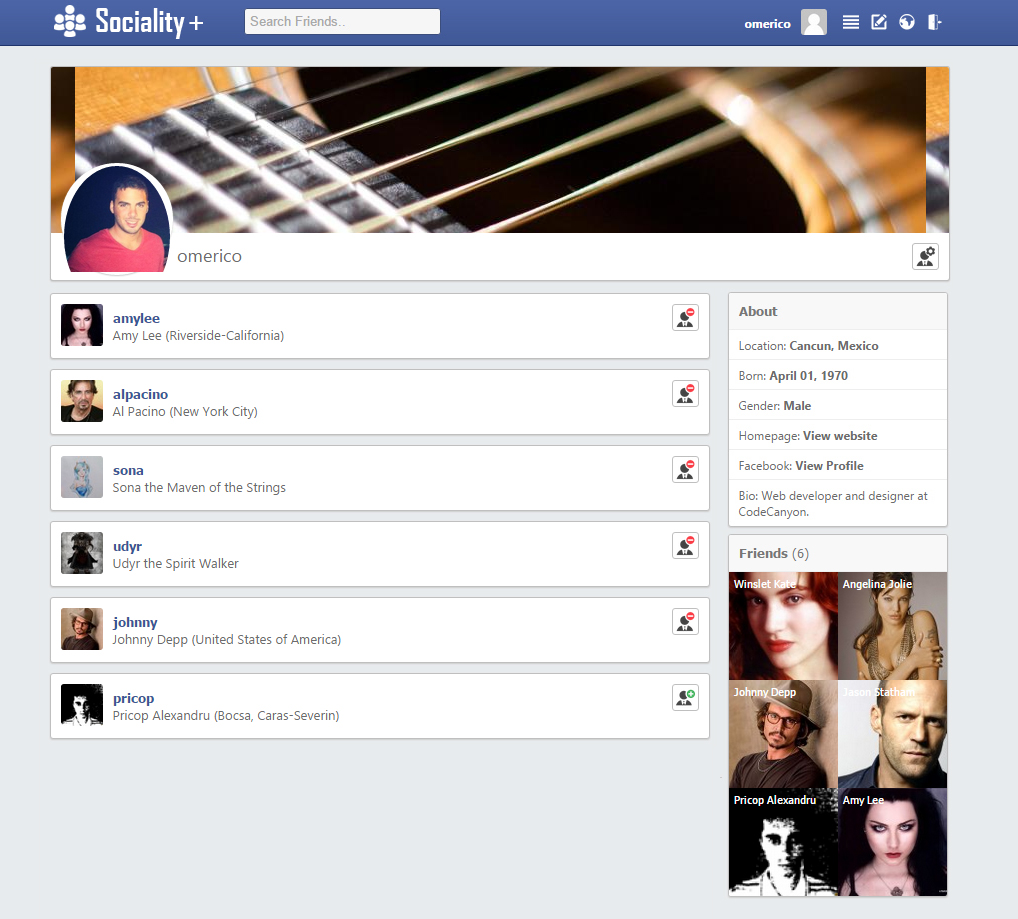 Sociality+
Search Friends..
omerico
omerico
amylee
Amy Lee (Riverside-California)
alpacino
Al Pacino (New York City)
sona
Sona the Maven of the Strings
udyr
Udyr the Spirit Walker
johnny
Johnny Depp (United States of America)
pricop
Pricop Alexandru (Bocsa, Caras-Severin)
About
Location: Cancun, Mexico
Born: April 01, 1970
Gender: Male
Homepage: View website
Facebook: View Profile
Bio: Web developer and designer at
CodeCanyon.
Friends (6)
Winslet Kate
Angelina Jolie
Johnny Depp
Jason Statham
Pricop Alexandru
Amy Lee